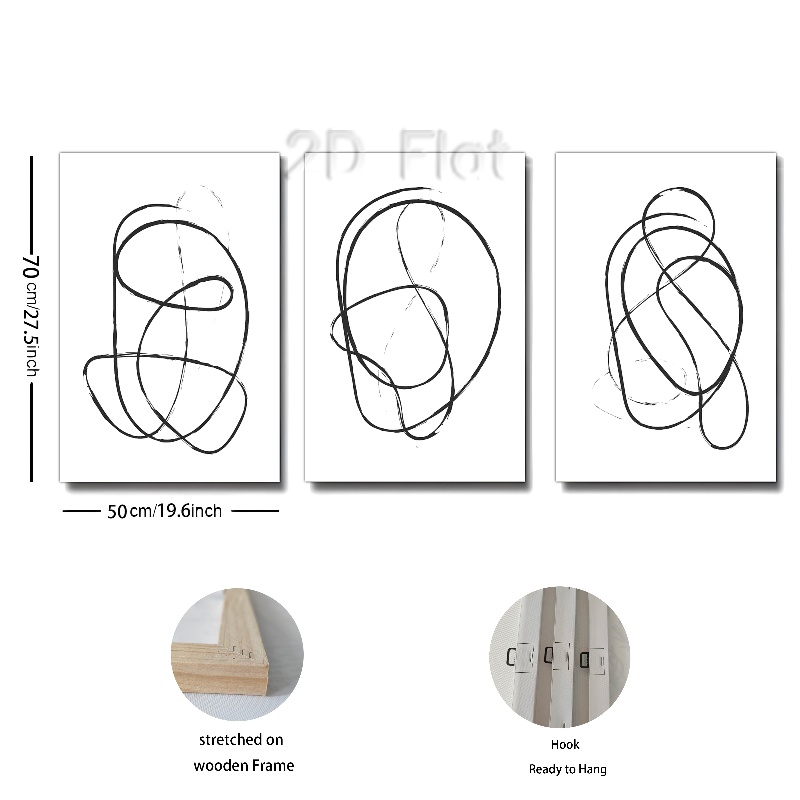 2D Flat
70 cm/27.5inch
50cm/19.6inch
stretched on
wooden Frame
Hook
Ready to Hang